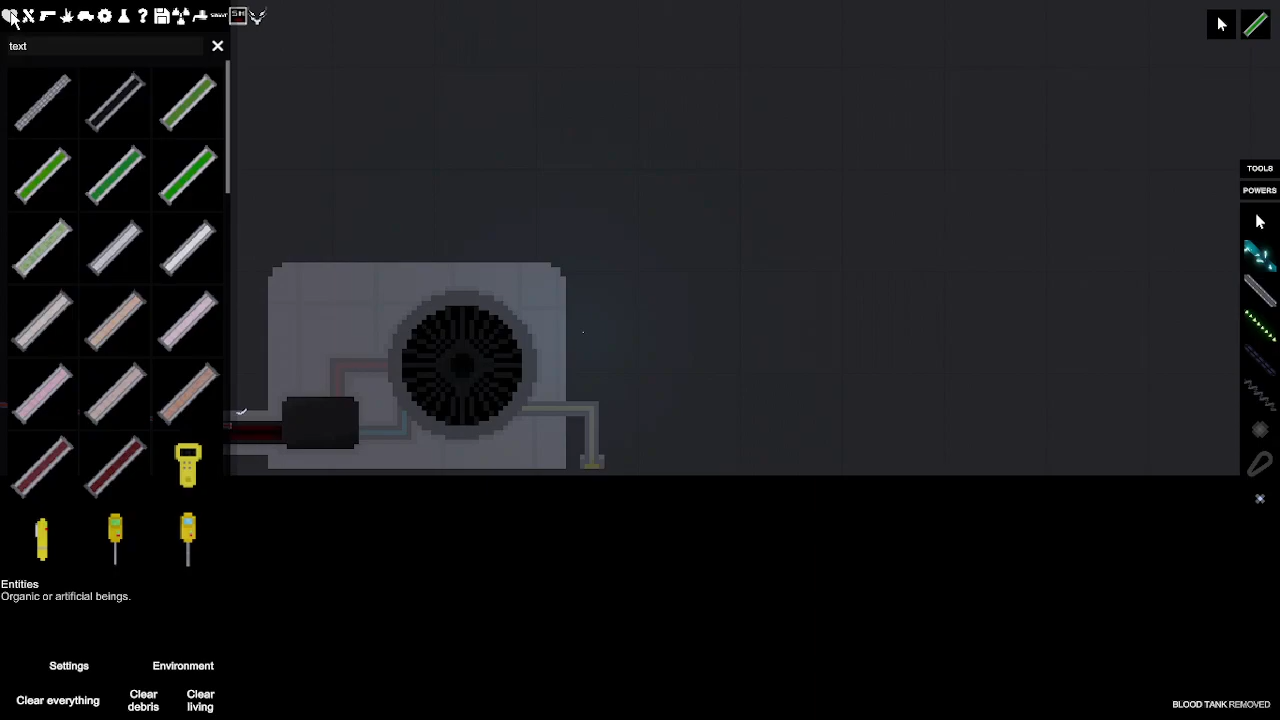 text
TOOLS
POWERS
Entities
Organic or artificial beings.
Settings
Environment
Clear everything
Clear debris
Clear living
BLOOD TANK REMOVED